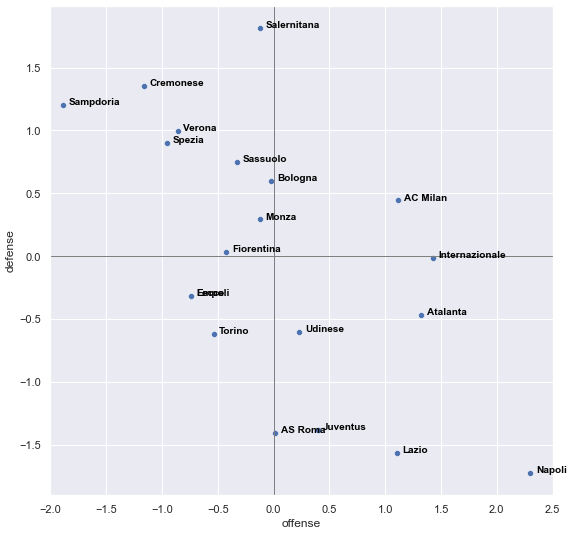 Salernitana
1.5
Cremonese
Sampdoria
1.0
Verona
Spezia
Sassuolo
Bologna
0.5
AC Milan
Monza
Fiorentina
0.0
Internazionale
defense
Empoli
−0.5
Atalanta
Torino
Udinese
−1.0
AS Roma
Juventus
−1.5
Lazio
Napoli
−2.0
−1.5
−1.0
−0.5
0.0
0.5
1.0
1.5
2.0
2.5
offense